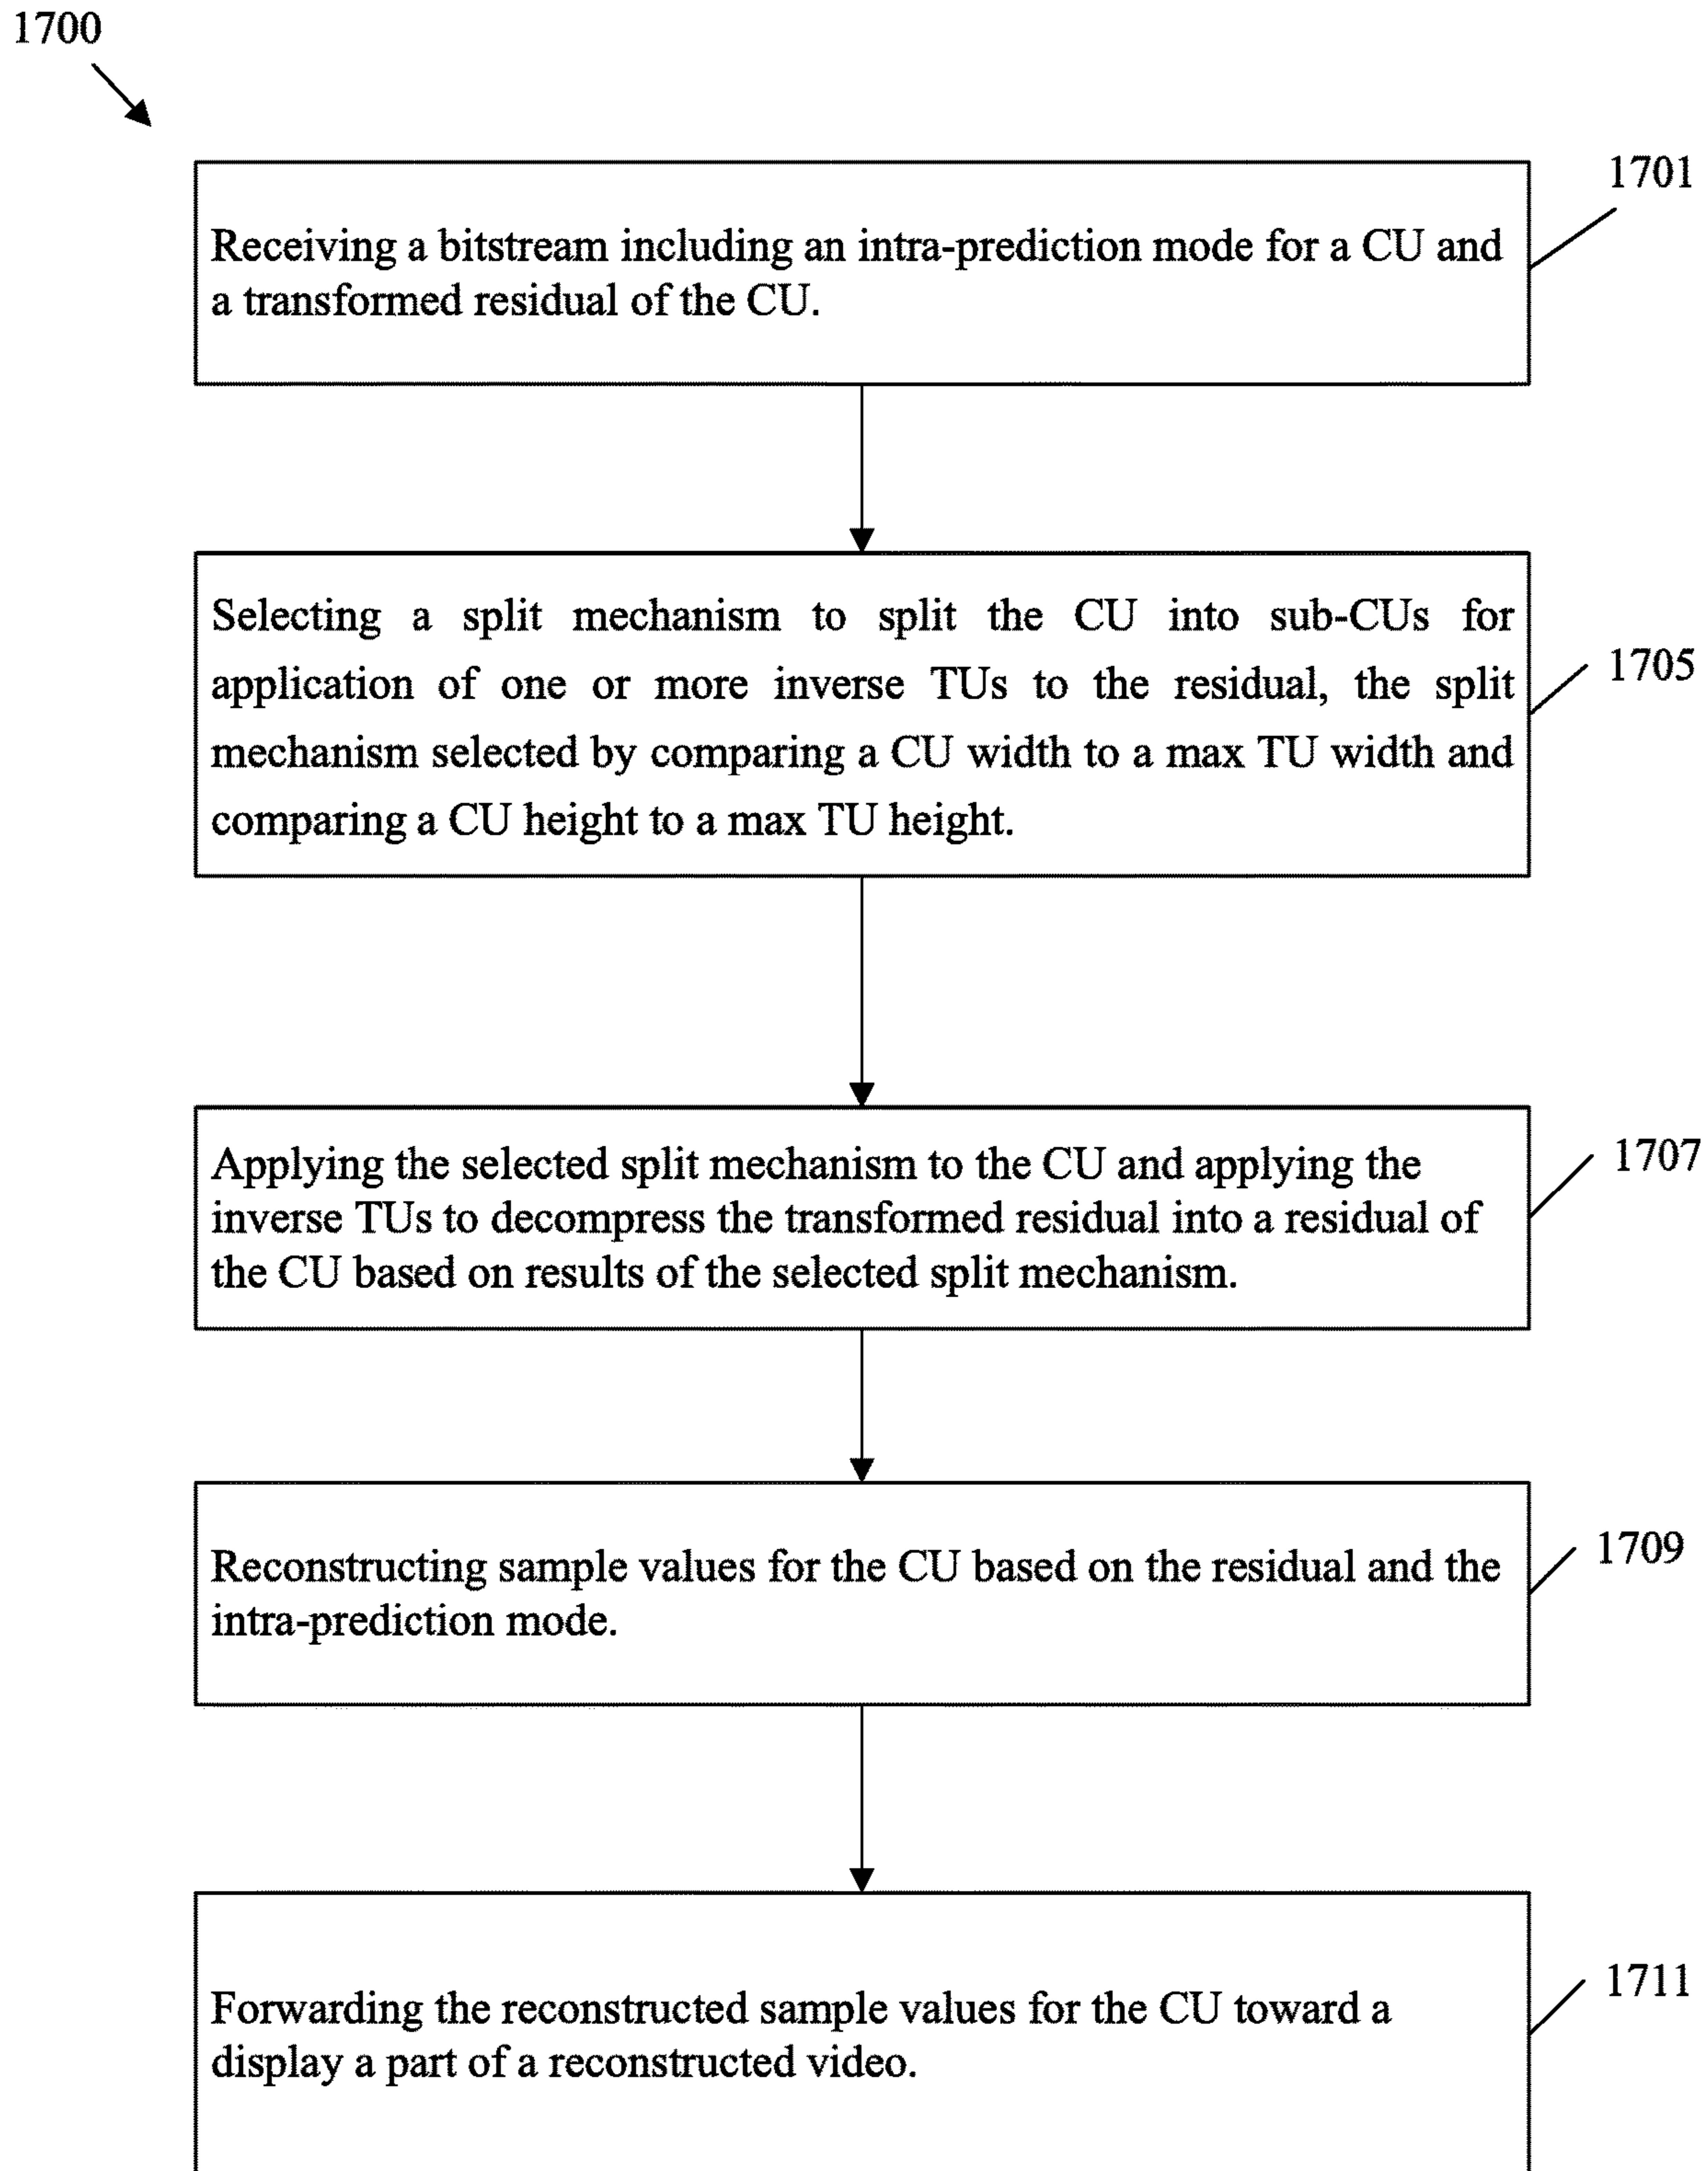 1700
1701
Receiving a bitstream including an intra-prediction mode for a CU and
a transformed residual of the CU.
Selecting a split mechanism to split the CU into sub-CUs for
application of one or more inverse TUs to the residual, the split
mechanism selected by comparing a CU width to a max TU width and
comparing a CU height to a max TU height.
1705
Applying the selected split mechanism to the CU and applying the
inverse TUs to decompress the transformed residual into a residual of
the CU based on results of the selected split mechanism.
1707
Reconstructing sample values for the CU based on the residual and the
intra-prediction mode.
1709
Forwarding the reconstructed sample values for the CU toward a
display a part of a reconstructed video.
1711